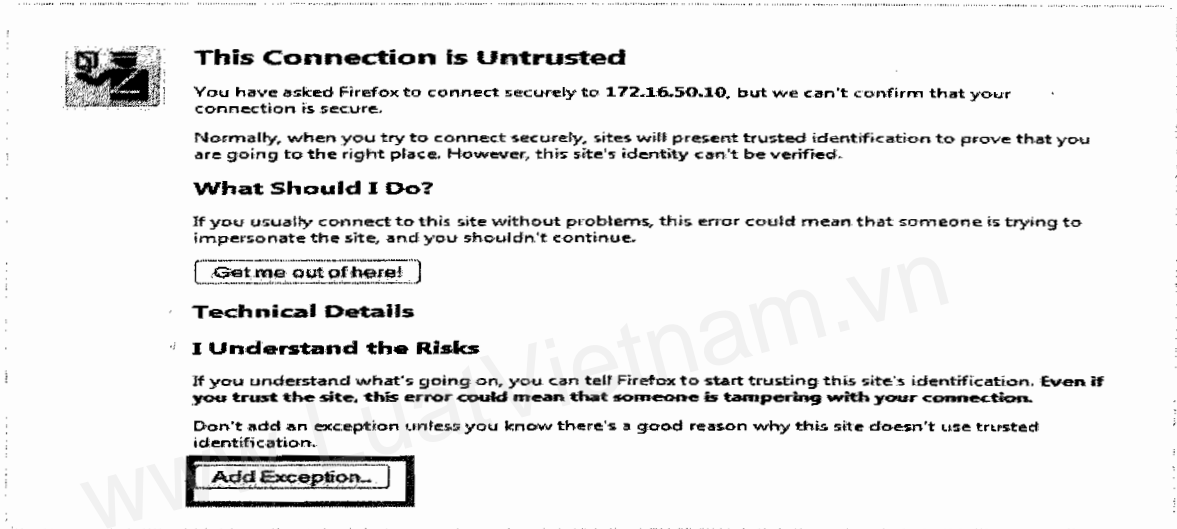 This Connection is Untrusted
You have asked Firefox to connect securely to 172.16.50.10, but we can't confirm that your
connection is secure.
Normally, when you try to connect securely, sites will present trusted identification to prove that you
are going to the right place. However, this site's identity can't be verified.
What Should I Do?
If you usually connect to this site without problems, this error could mean that someone is trying to
impersonate the site, and you shouldn't continue.
Get me out of here!
Technical Details
I Understand the Risks
If you understand what's going on, you can tell Firefox to start trusting this site's identification. Even if
you trust the site, this error could mean that someone is tampering with your connection.
Don't add an exception unless you know there's a good reason why this site doesn't use trusted
identification.
Add Exception...
www.LuatVietnam.vn